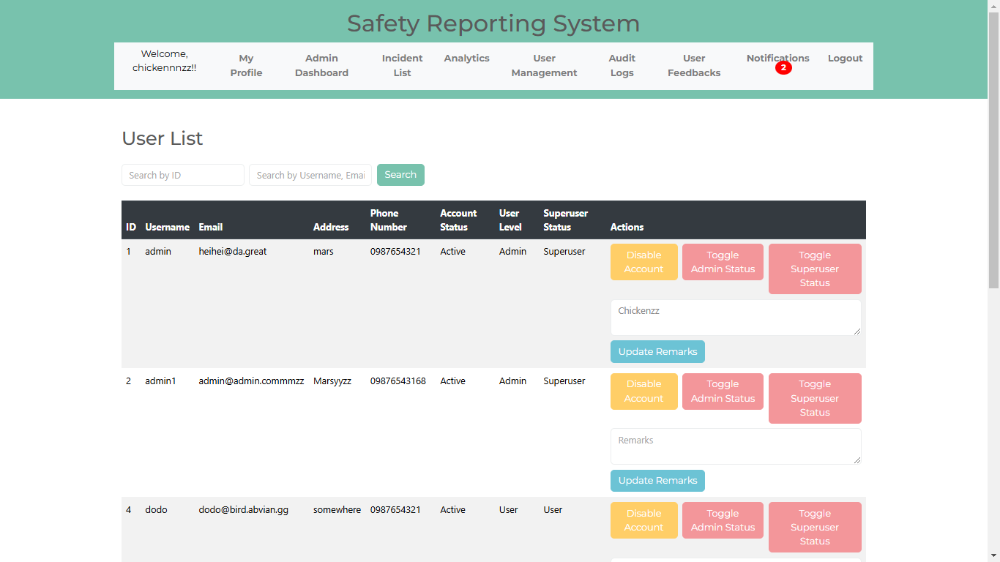 Safety Reporting System
Welcome, chickennnzz!!
My Profile
Admin Dashboard
Incident List
Analytics
User Management
Audit Logs
User Feedbacks
Notifications 2
Logout
User List
Search by ID
Search by Username, Emai
Search
ID Username Email Address Phone Number Account Status User Level Superuser Status Actions
1 admin heihei@da.great mars 0987654321 Active Admin Superuser
Disable Account
Toggle Admin Status
Toggle Superuser Status
Chickenzz
Update Remarks
2 admin1 admin@admin.commmzz Marsyyzz 09876543168 Active Admin Superuser
Disable Account
Toggle Admin Status
Toggle Superuser Status
Remarks
Update Remarks
4 dodo dodo@bird.abvian.gg somewhere 0987654321 Active User User
Disable Account
Toggle Admin Status
Toggle Superuser Status